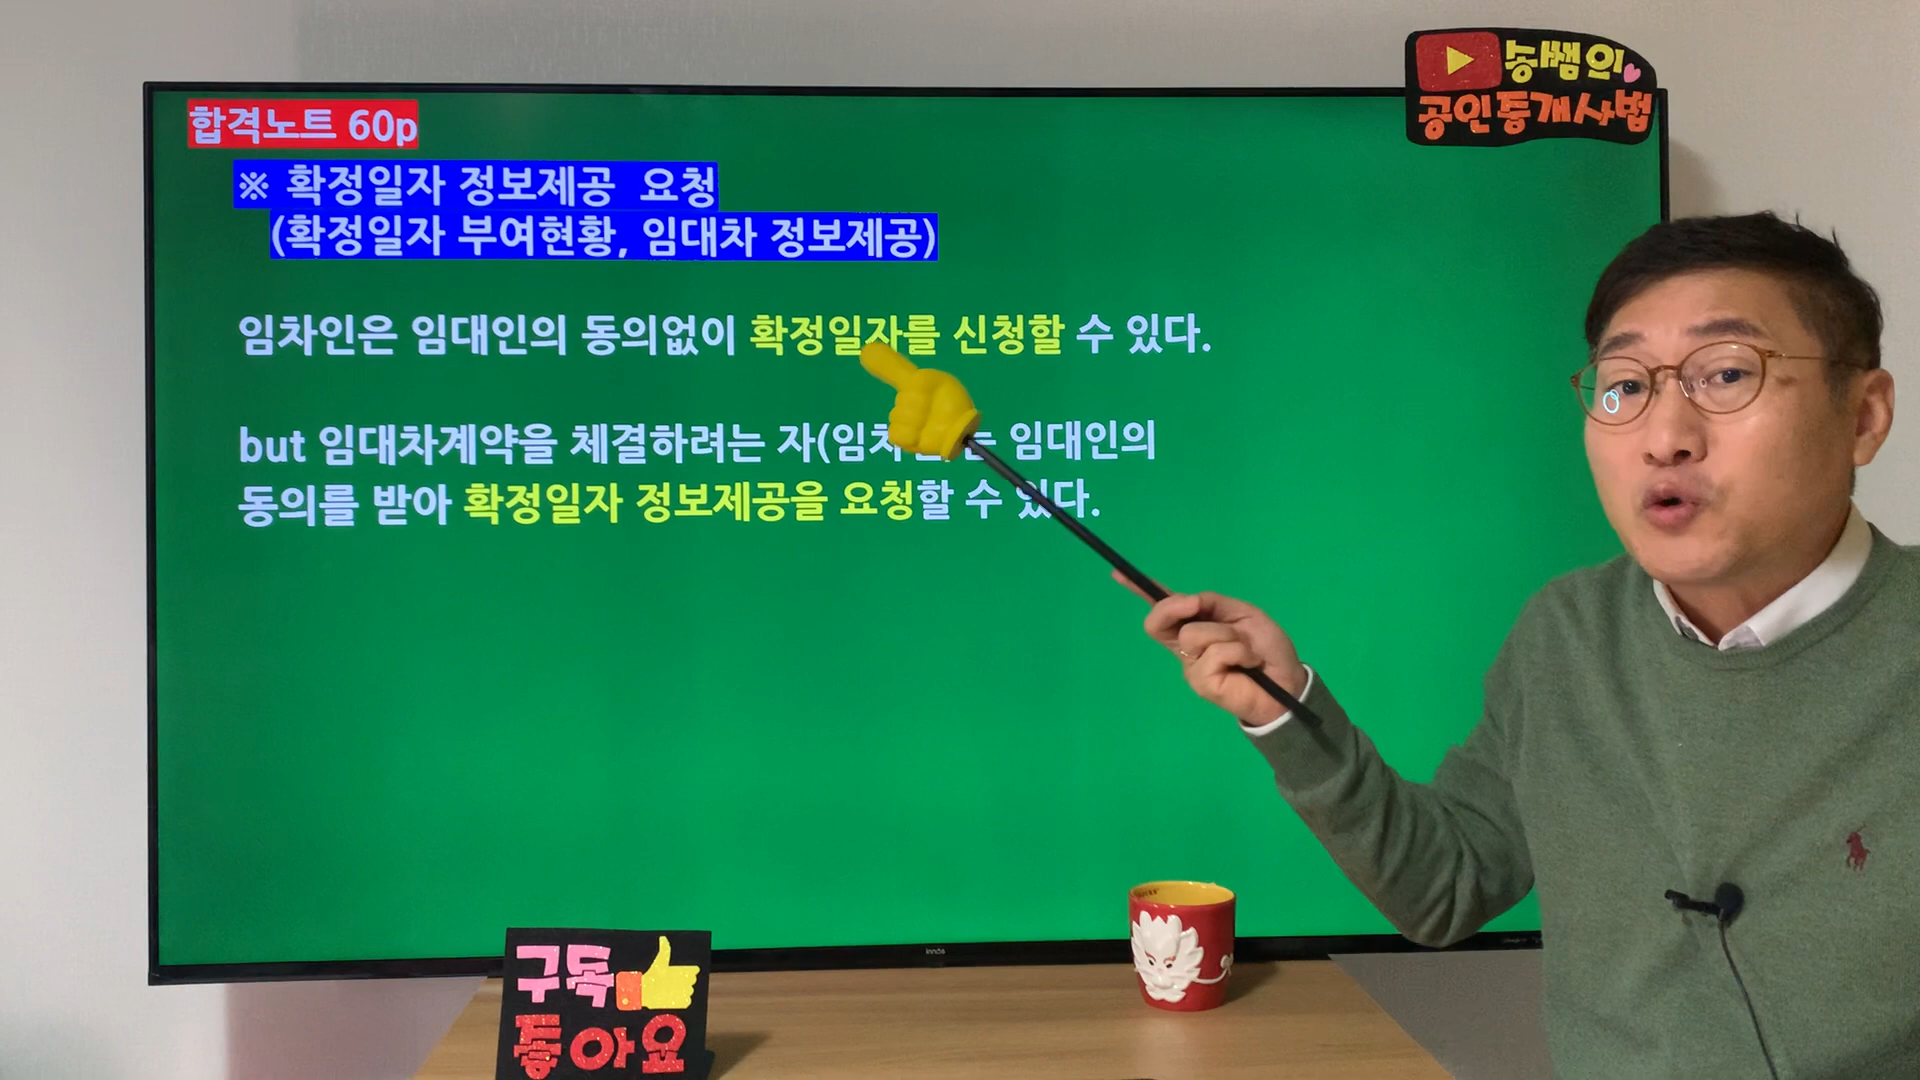 송쌤의
공인중개사법
합격노트 60p
※ 확정일자 정보제공 요청
(확정일자 부여현황, 임대차 정보제공)
임차인은 임대인의 동의없이 확정일자를 신청할 수 있다.
but 임대차계약을 체결하려는 자(임차 는 임대인의
동의를 받아 확정일자 정보제공을 요청할 수 있다.
innos
구독
좋아요